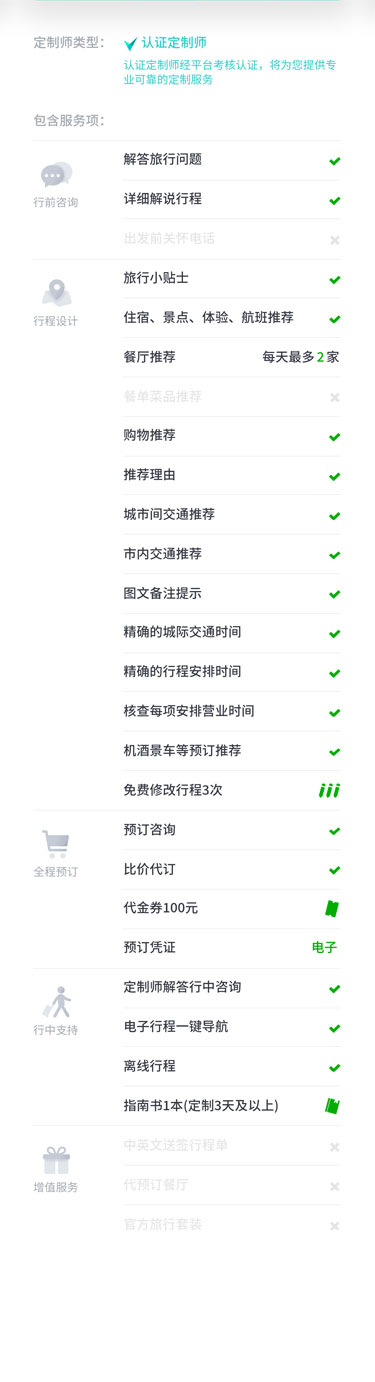 定制师类型：
认证定制师
认证定制师经平台考核认证，将为您提供专
业可靠的定制服务
包含服务项：
行前咨询
解答旅行问题
详细解说行程
出发前关怀电话
行程设计
旅行小贴士
住宿、景点、体验、航班推荐
餐厅推荐 每天最多2家
餐单菜品推荐
购物推荐
推荐理由
城市间交通推荐
市内交通推荐
图文备注提示
精确的城际交通时间
精确的行程安排时间
核查每项安排营业时间
机酒景车等预订推荐
免费修改行程3次
全程预订
预订咨询
比价代订
代金券100元
预订凭证 电子
行中支持
定制师解答行中咨询
电子行程一键导航
离线行程
指南书1本(定制3天及以上)
增值服务
中英文送签行程单
代预订餐厅
官方旅行套装